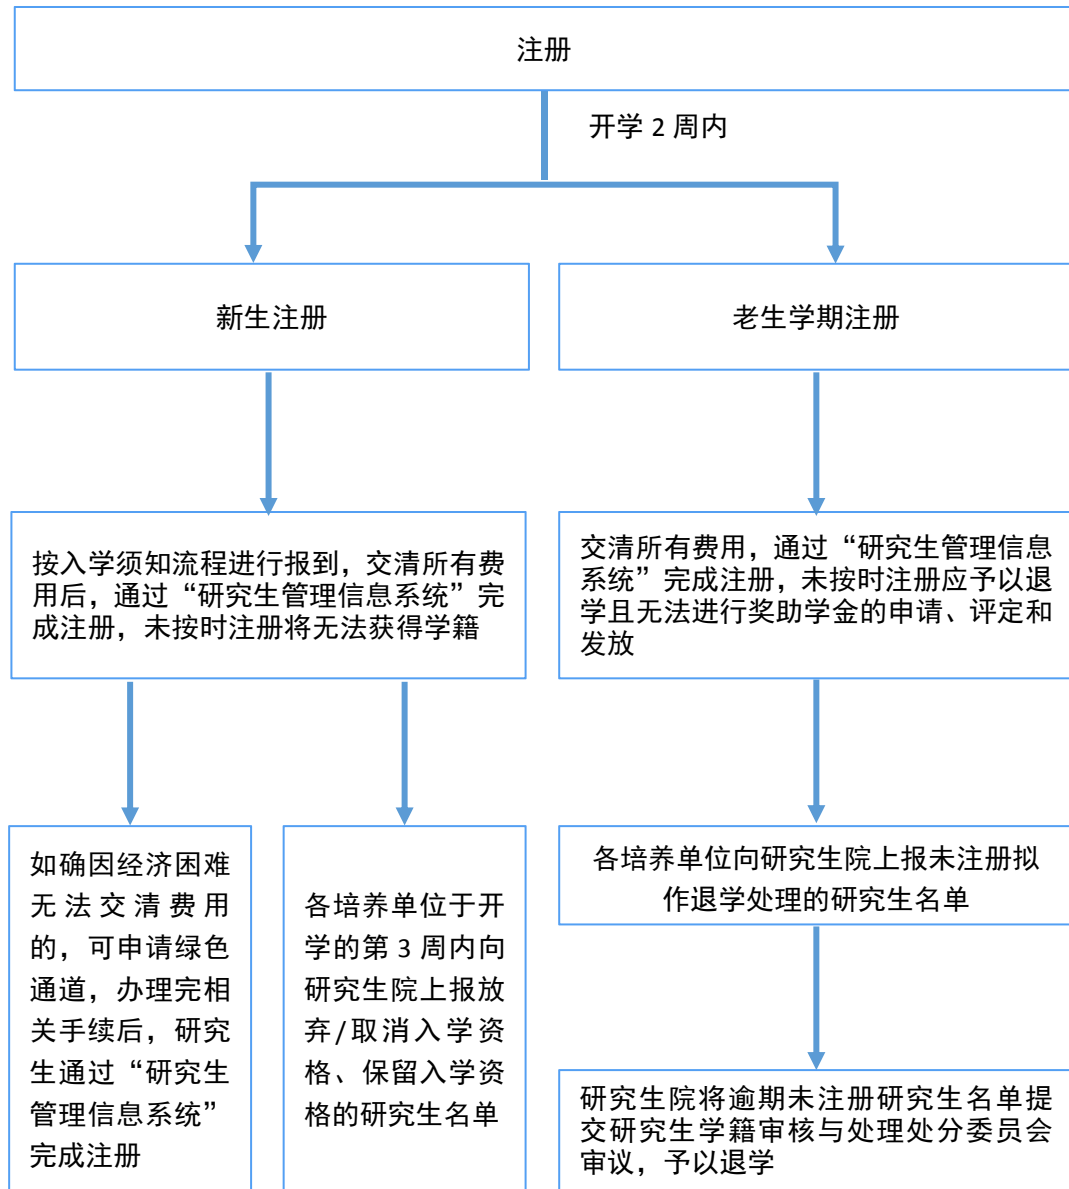 注册
开学 2 周内
新生注册
老生学期注册
按入学须知流程进行报到，交清所有费
用后，通过“研究生管理信息系统”完
成注册，未按时注册将无法获得学籍
交清所有费用，通过“研究生管理信息
系统”完成注册，未按时注册应予以退
学且无法进行奖助学金的申请、评定和
发放
如确因经济困难
无法交清费用
的，可申请绿色
通道，办理完相
关手续后，研究
生通过“研究生
管理信息系统”
完成注册
各培养单位于开
学的第 3 周内向
研究生院上报放
弃/取消入学资
格、保留入学资
格的研究生名单
各培养单位向研究生院上报未注册拟
作退学处理的研究生名单
研究生院将逾期未注册研究生名单提
交研究生学籍审核与处理处分委员会
审议，予以退学